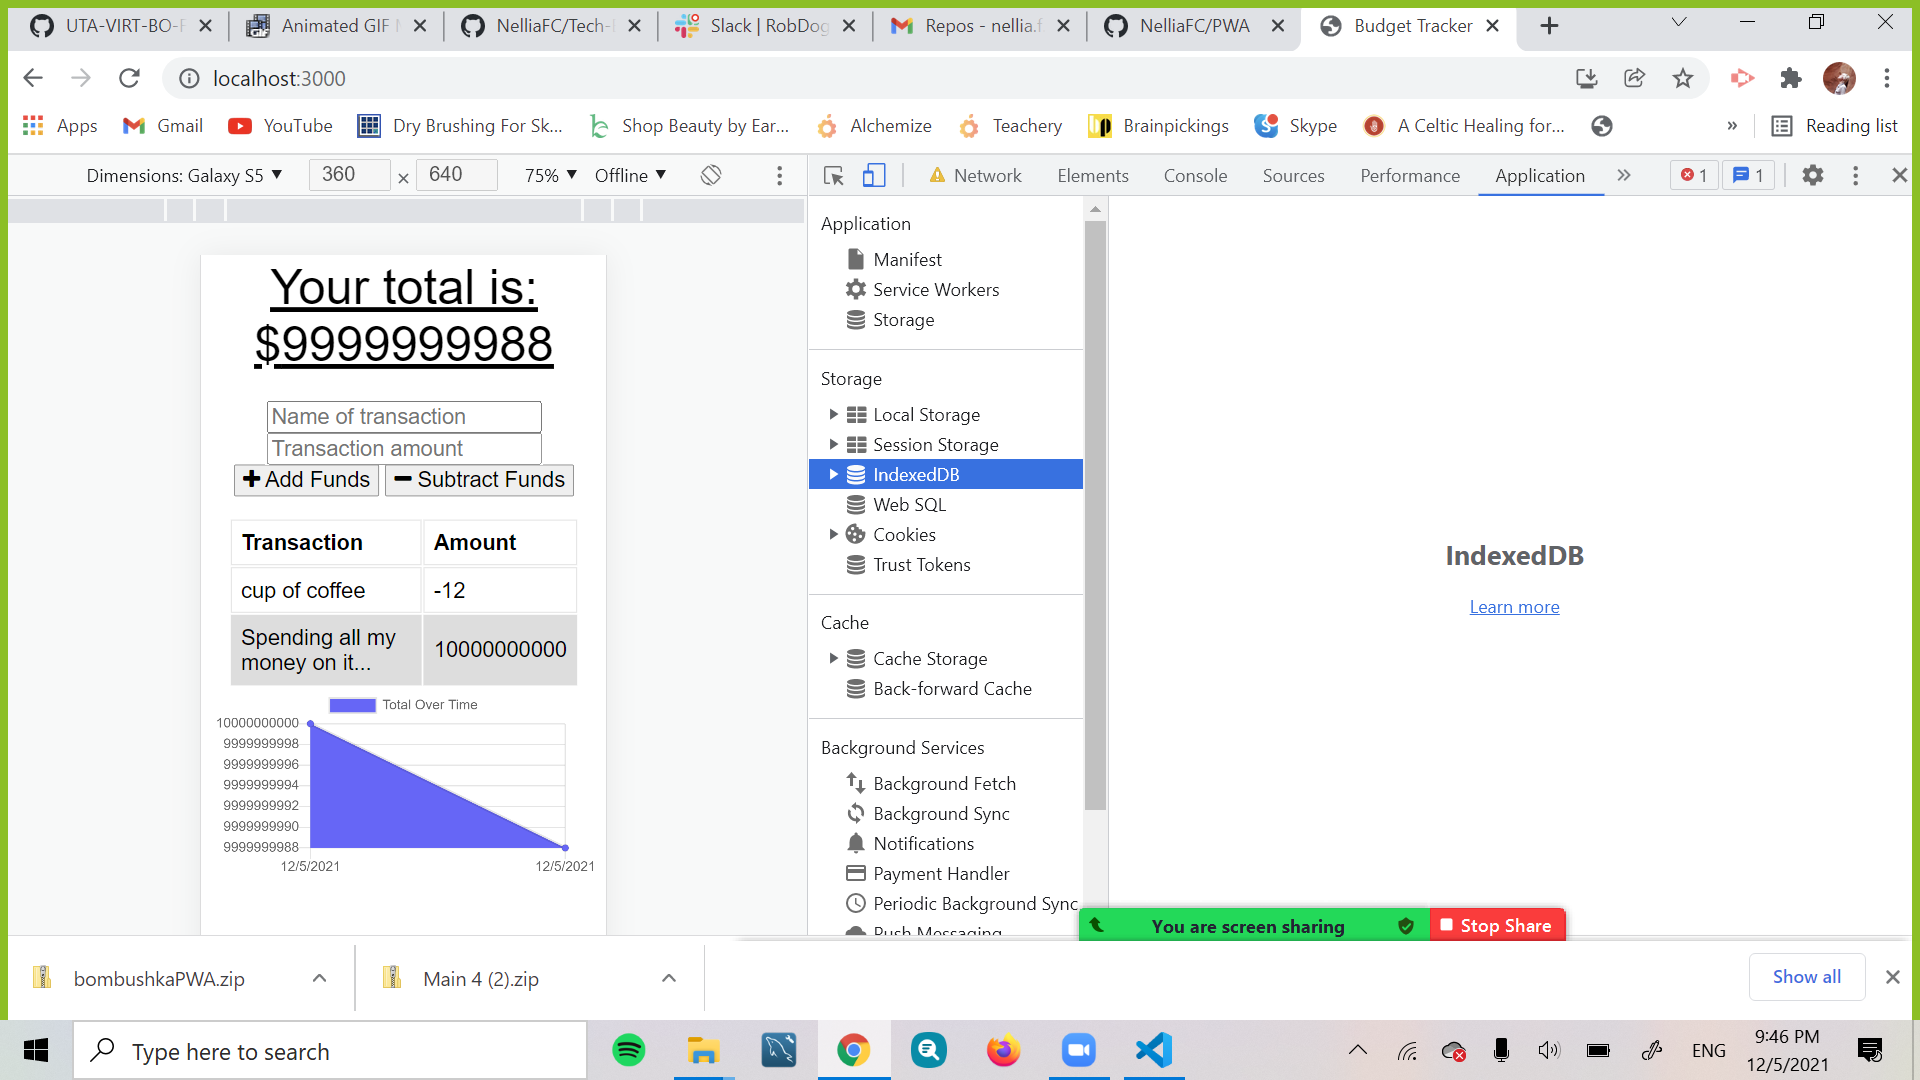 UTA-VIRT-BO-F
Animated GIF M
NelliaFC/Tech-
Slack | RobDog
Repos - nellia.f
NelliaFC/PWA
Budget Tracker
localhost:3000
Apps
Gmail
YouTube
Dry Brushing For Sk...
Shop Beauty by Ear...
Alchemize
Teachery
Brainpickings
Skype
A Celtic Healing for...
»
Reading list
Dimensions: Galaxy S5 ▼
360 × 640
75% ▼
Offline ▼
Network
Elements
Console
Sources
Performance
Application
1
1
Your total is:
$9999999988
Name of transaction
Transaction amount
Add Funds
Subtract Funds
Transaction Amount
cup of coffee -12
Spending all my
money on it...
10000000000
Total Over Time
10000000000
9999999998
9999999996
9999999994
9999999992
9999999990
9999999988
12/5/2021 12/5/2021
Application
Manifest
Service Workers
Storage
Storage
Local Storage
Session Storage
IndexedDB
Web SQL
Cookies
Trust Tokens
Cache
Cache Storage
Back-forward Cache
Background Services
Background Fetch
Background Sync
Notifications
Payment Handler
Periodic Background Sync
Push Messaging
IndexedDB
Learn more
You are screen sharing
Stop Share
bombushkaPWA.zip
Main 4 (2).zip
Show all
Type here to search
ENG
9:46 PM
12/5/2021